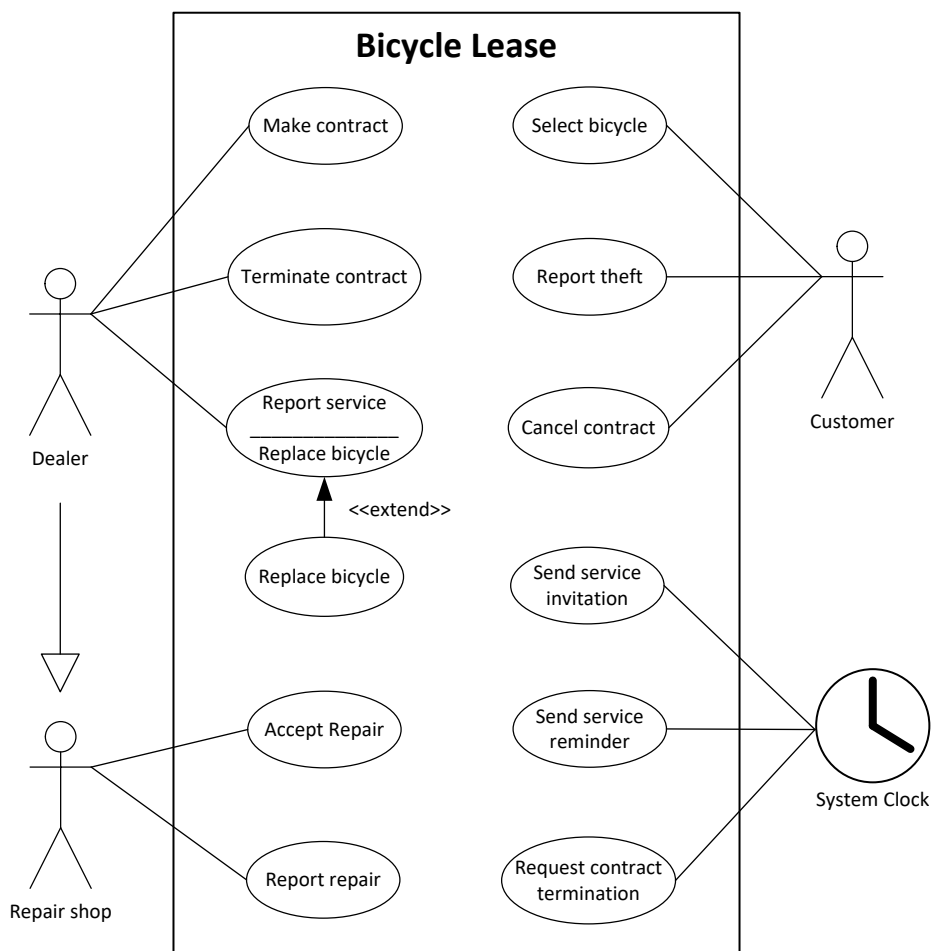 Bicycle Lease
Make contract
Select bicycle
Terminate contract
Report theft
Dealer
Report service
Replace bicycle
Cancel contract
Customer
<<extend>>
Replace bicycle
Send service
invitation
Accept Repair
Send service
reminder
System Clock
Repair shop
Report repair
Request contract
termination